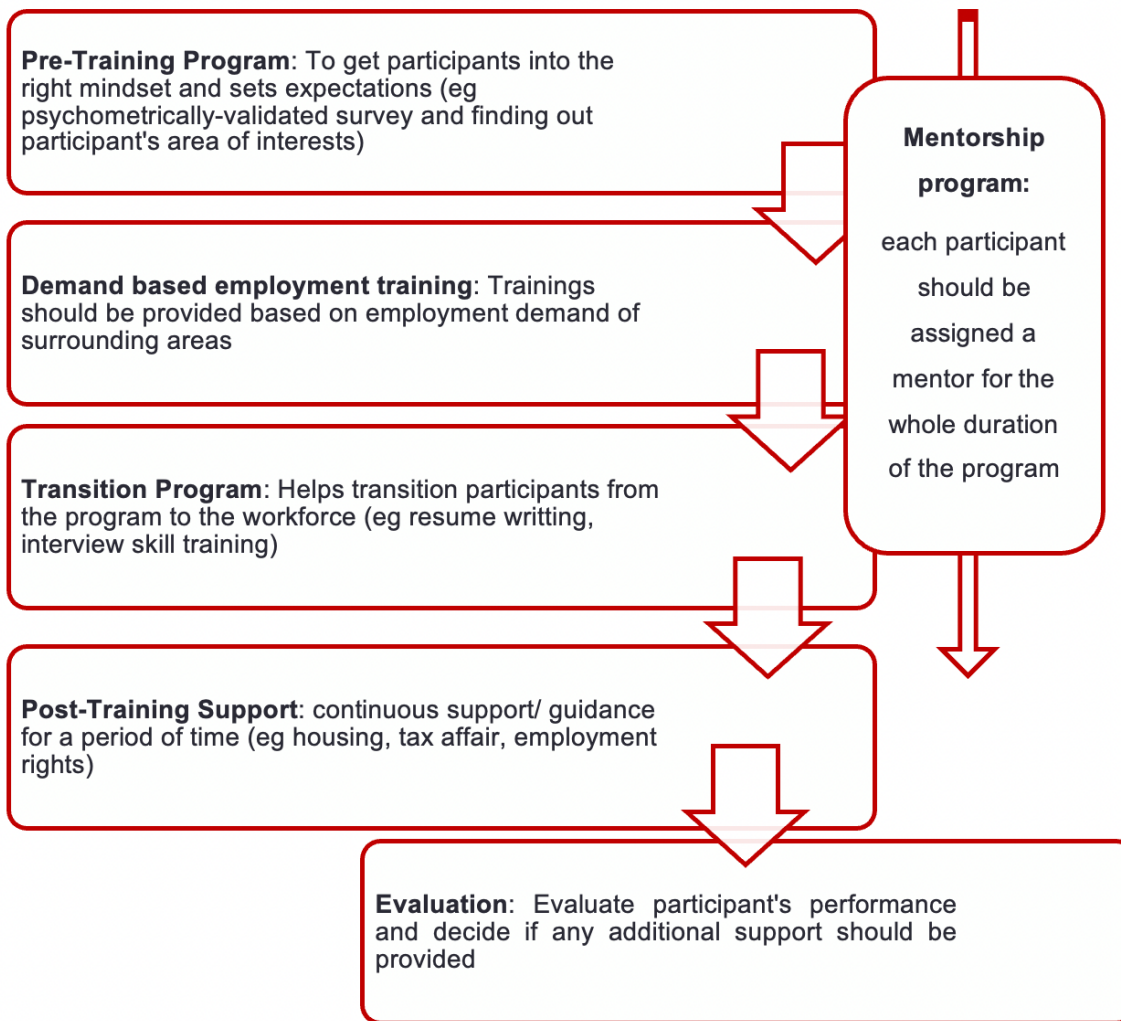 Pre-Training Program: To get participants into the
right mindset and sets expectations (eg
psychometrically-validated survey and finding out
participant's area of interests)
Demand based employment training: Trainings
should be provided based on employment demand of
surrounding areas
Transition Program: Helps transition participants from
the program to the workforce (eg resume writting,
interview skill training)
Post-Training Support: continuous support/ guidance
for a period of time (eg housing, tax affair, employment
rights)
Evaluation: Evaluate participant's performance
and decide if any additional support should be
provided
Mentorship
program:
each participant
should be
assigned a
mentor for the
whole duration
of the program